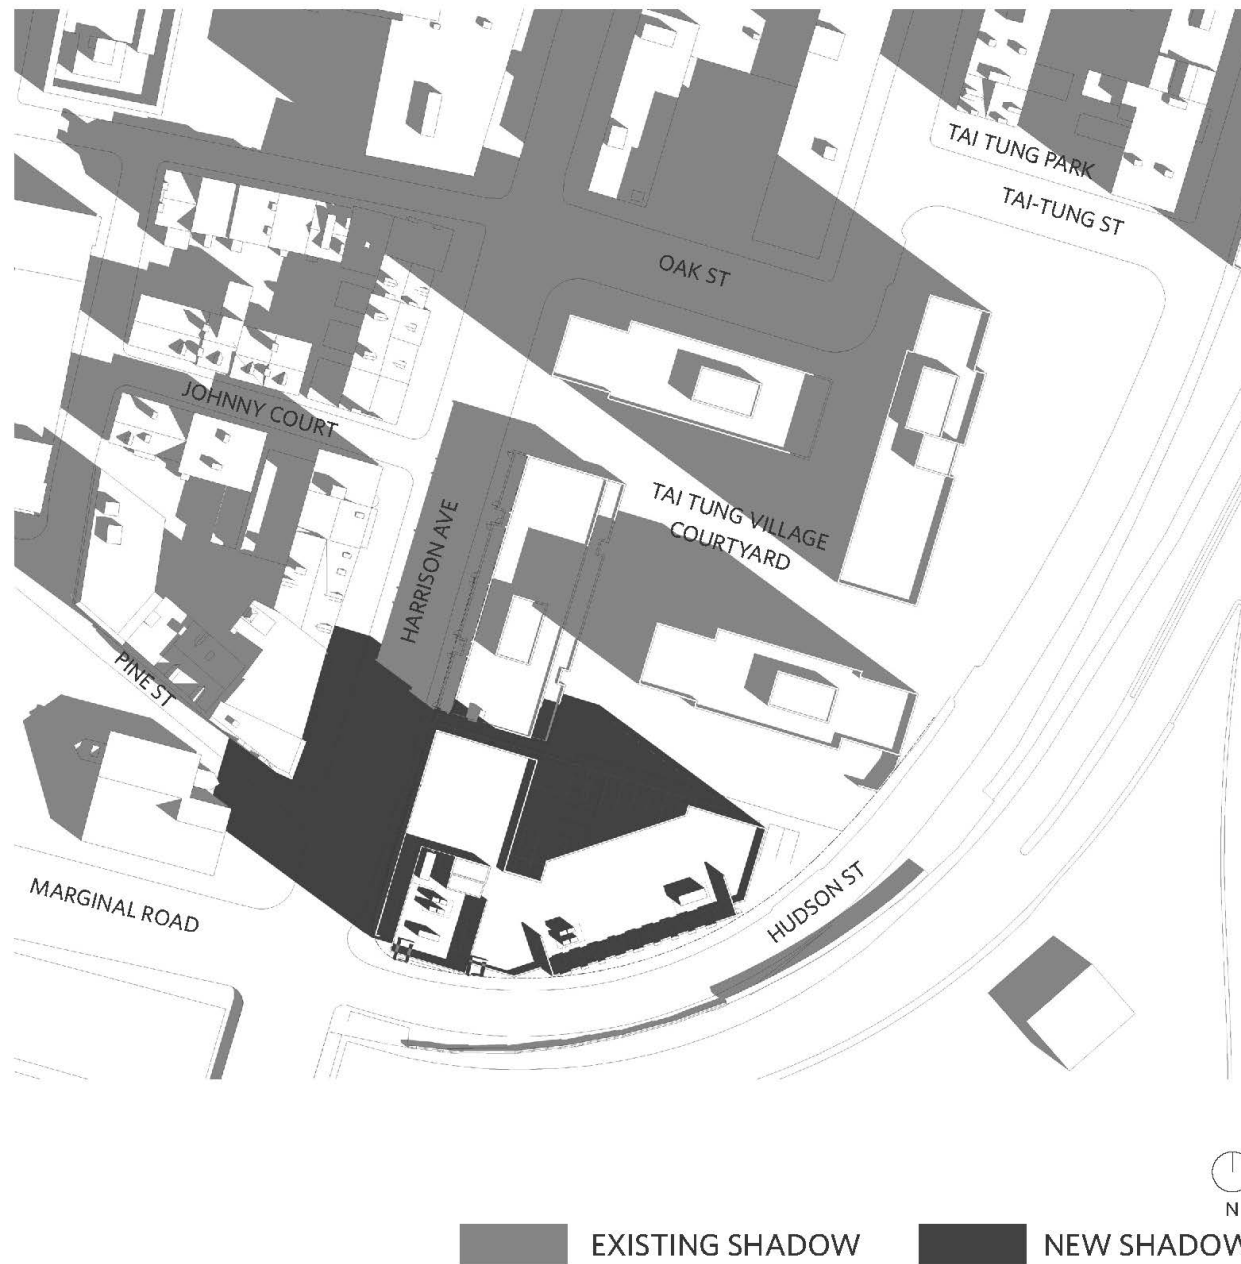 TAI TUNG PARK
TAI-TUNG ST
OAK ST
JOHNNY COURT
TAI TUNG VILLAGE
COURTYARD
HARRISON AVE
PINE ST
MARGINAL ROAD
HUDSON ST
N
EXISTING SHADOW
NEW SHADOW